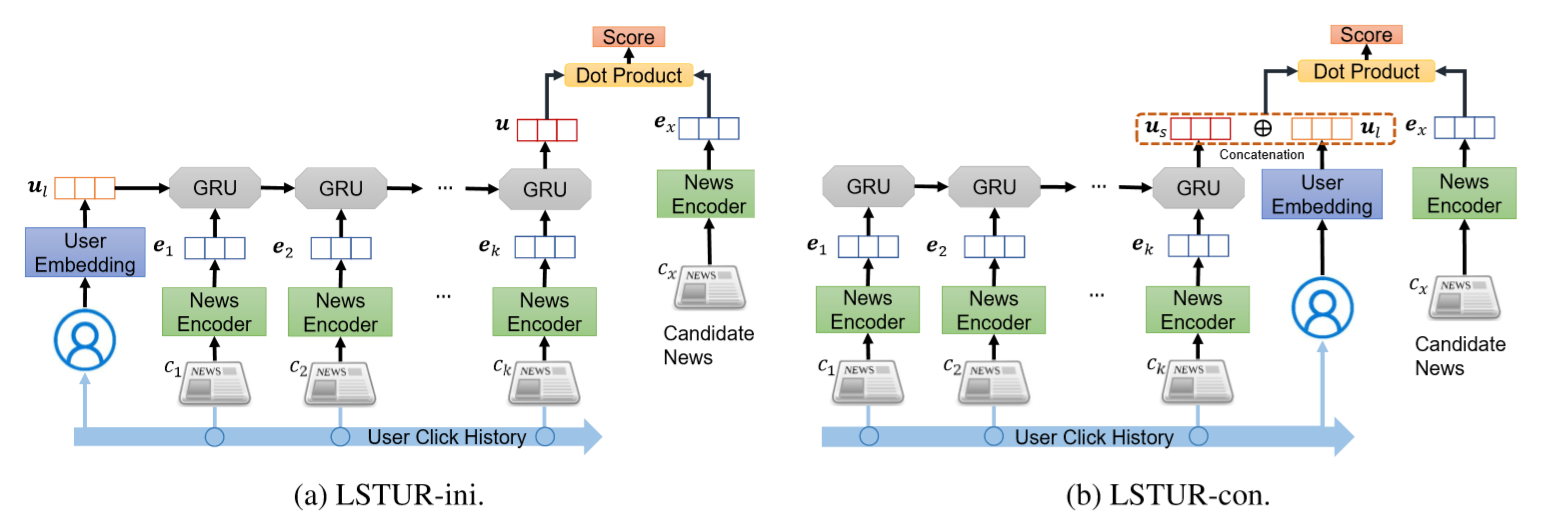 Score
Dot Product
u
e_x
u_l
GRU
GRU
...
GRU
News
Encoder
User
Embedding
e_1
e_2
e_k
c_x
NEWS
News
Encoder
News
Encoder
...
News
Encoder
Candidate
News
c_1
NEWS
c_2
NEWS
c_k
NEWS
User Click History
(a) LSTUR-ini.
Score
Dot Product
u_s
⊕
u_l
e_x
Concatenation
GRU
GRU
...
GRU
User
Embedding
News
Encoder
e_1
e_2
e_k
c_x
NEWS
News
Encoder
News
Encoder
...
News
Encoder
Candidate
News
c_1
NEWS
c_2
NEWS
c_k
NEWS
User Click History
(b) LSTUR-con.